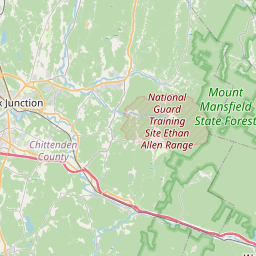 National
Guard
Training
Site Ethan
Allen Range
Mount
Mansfield
State Forest
x Junction
Chittenden
County